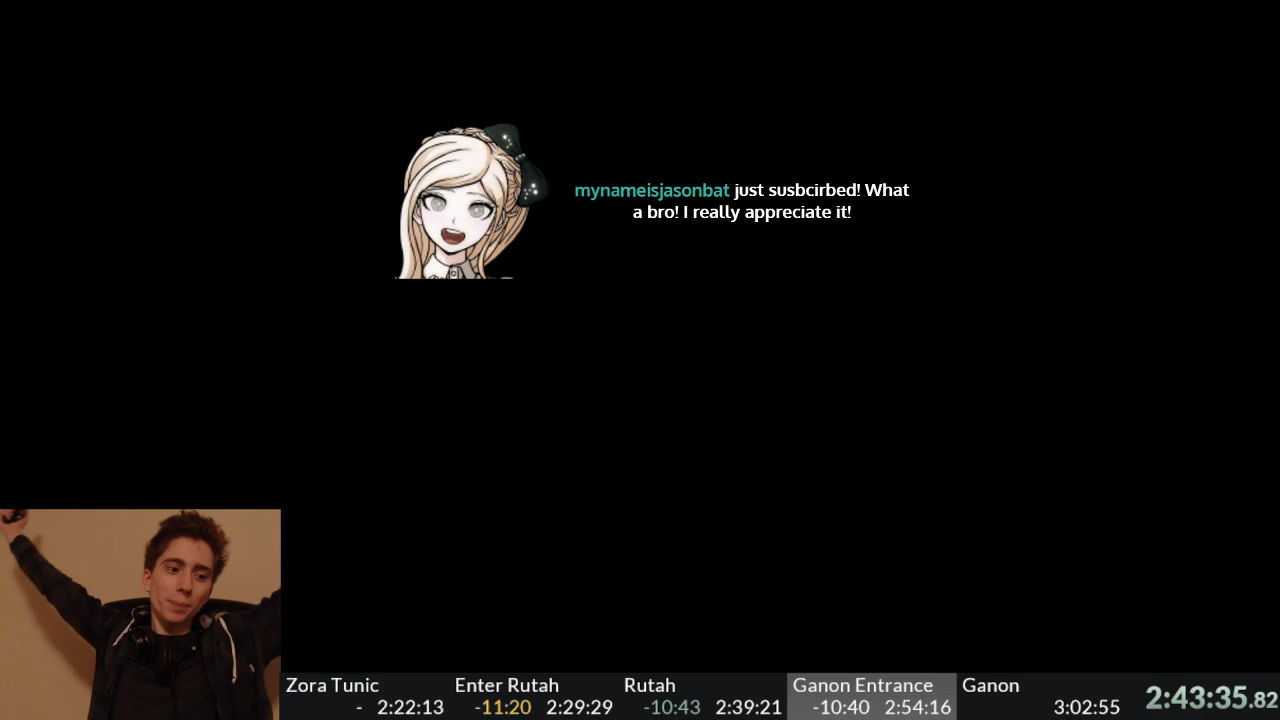 mynameisjasonbat just susbcirbed! What
a bro! I really appreciate it!
Zora Tunic
- 2:22:13
Enter Rutah
-11:20 2:29:29
Rutah
-10:43 2:39:21
Ganon Entrance
-10:40 2:54:16
Ganon
3:02:55
2:43:35.82